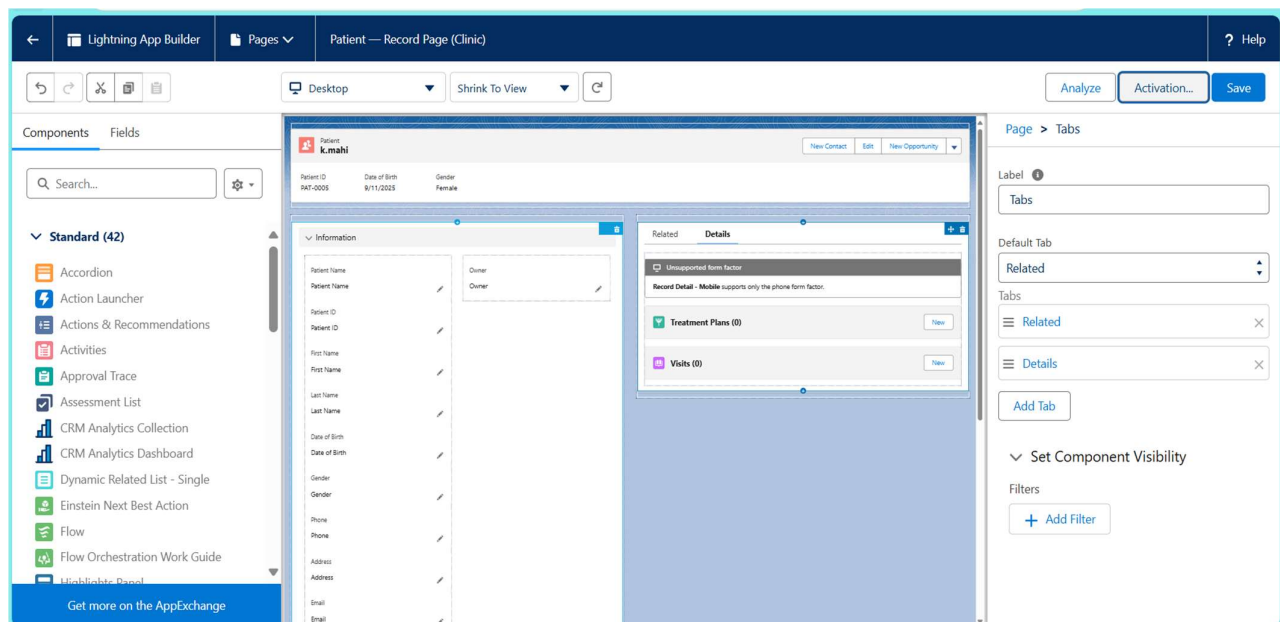 Lightning App Builder
Pages
Patient — Record Page (Clinic)
? Help
Desktop
Shrink To View
Analyze
Activation...
Save
Components
Fields
Search...
Standard (42)
Accordion
Action Launcher
Actions & Recommendations
Activities
Approval Trace
Assessment List
CRM Analytics Collection
CRM Analytics Dashboard
Dynamic Related List - Single
Einstein Next Best Action
Flow
Flow Orchestration Work Guide
Highlights Panel
Get more on the AppExchange
Patient
k.mahi
New Contact
Edit
New Opportunity
Patient ID
Date of Birth
Gender
PAT-0005
9/11/2025
Female
Information
Patient Name
Patient Name
Patient ID
Patient ID
First Name
First Name
Last Name
Last Name
Date of Birth
Date of Birth
Gender
Gender
Phone
Phone
Address
Address
Email
Email
Owner
Owner
Related
Details
Unsupported form factor
Record Detail - Mobile supports only the phone form factor.
Treatment Plans (0)
New
Visits (0)
New
Page > Tabs
Label
Tabs
Default Tab
Related
Tabs
Related
Details
Add Tab
Set Component Visibility
Filters
+ Add Filter